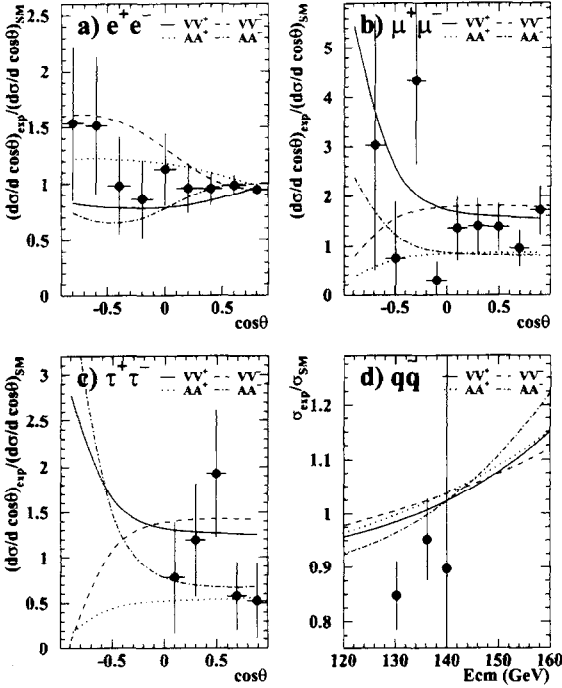 a) e⁺e⁻
VV⁺ VV⁻
AA⁺ AA⁻
(dσ/d cosθ)exp/(dσ/d cosθ)SM
2.5
2
1.5
1
0.5
0
-0.5 0 0.5
cosθ
b) μ⁺μ⁻
VV⁺ VV⁻
AA⁺ AA⁻
(dσ/d cosθ)exp/(dσ/d cosθ)SM
5
4
3
2
1
0
-0.5 0 0.5
cosθ
c) τ⁺τ⁻
VV⁺ VV⁻
AA⁺ AA⁻
(dσ/d cosθ)exp/(dσ/d cosθ)SM
3
2.5
2
1.5
1
0.5
0
-0.5 0 0.5
cosθ
d) qq̄
VV⁺ VV⁻
AA⁺ AA⁻
σexp/σSM
1.2
1.1
1
0.9
0.8
120 130 140 150 160
Ecm (GeV)